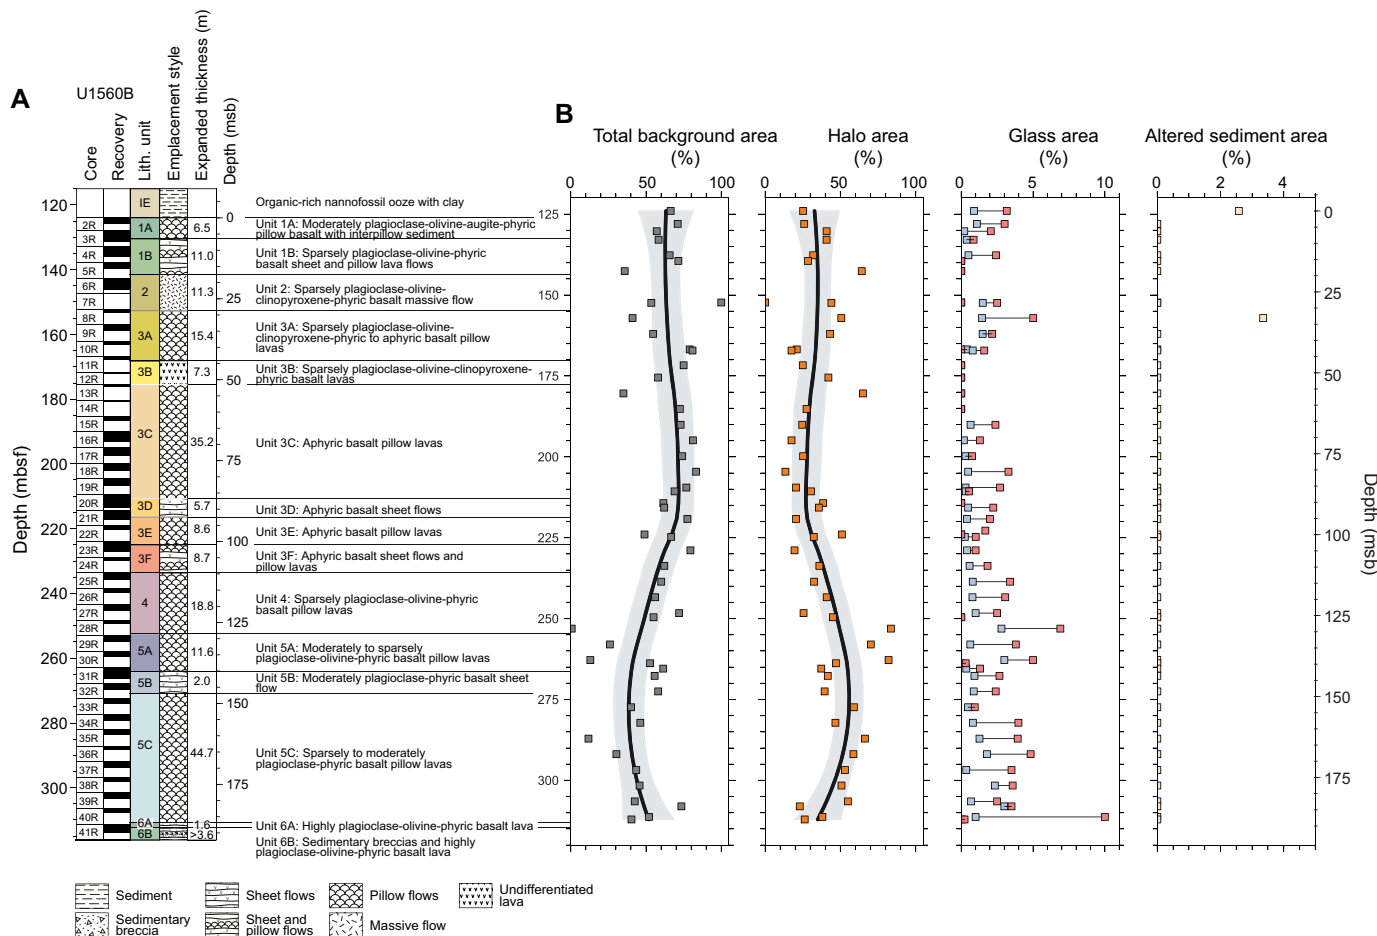 A
U1560B
Core
Recovery
Lith. unit
Emplacement style
Expanded thickness (m)
Depth (msb)
Depth (mbsf)
120
140
160
180
200
220
240
260
280
300
2R
3R
4R
5R
6R
7R
8R
9R
10R
11R
12R
13R
14R
15R
16R
17R
18R
19R
20R
21R
22R
23R
24R
25R
26R
27R
28R
29R
30R
31R
32R
33R
34R
35R
36R
37R
38R
39R
40R
41R
IE
1A
1B
2
3A
3B
3C
3D
3E
3F
4
5A
5B
5C
6A
6B
6.5
11.0
11.3
15.4
7.3
35.2
5.7
8.6
8.7
18.8
11.6
2.0
44.7
1.6
>3.6
0
25
50
75
100
125
150
175
Organic-rich nannofossil ooze with clay
Unit 1A: Moderately plagioclase-olivine-augite-phyric
pillow basalt with interpillow sediment
Unit 1B: Sparsely plagioclase-olivine-phyric
basalt sheet and pillow lava flows
Unit 2: Sparsely plagioclase-olivine-
clinopyroxene-phyric basalt massive flow
Unit 3A: Sparsely plagioclase-olivine-
clinopyroxene-phyric to aphyric basalt pillow
lavas
Unit 3B: Sparsely plagioclase-olivine-clinopyroxene-
phyric basalt lavas
Unit 3C: Aphyric basalt pillow lavas
Unit 3D: Aphyric basalt sheet flows
Unit 3E: Aphyric basalt pillow lavas
Unit 3F: Aphyric basalt sheet flows and
pillow lavas
Unit 4: Sparsely plagioclase-olivine-phyric
basalt pillow lavas
Unit 5A: Moderately to sparsely
plagioclase-olivine-phyric basalt pillow lavas
Unit 5B: Moderately plagioclase-phyric basalt sheet
flow
Unit 5C: Sparsely to moderately
plagioclase-phyric basalt pillow lavas
Unit 6A: Highly plagioclase-olivine-phyric basalt lava
Unit 6B: Sedimentary breccias and highly
plagioclase-olivine-phyric basalt lava
B
Total background area
(%)
0 50 100
Halo area
(%)
0 50 100
Glass area
(%)
0 5 10
Altered sediment area
(%)
0 2 4
125
150
175
200
225
250
275
300
0
25
50
75
100
125
150
175
Depth (msb)
Sediment
Sheet flows
Pillow flows
Undifferentiated
lava
Sedimentary
breccia
Sheet and
pillow flows
Massive flow